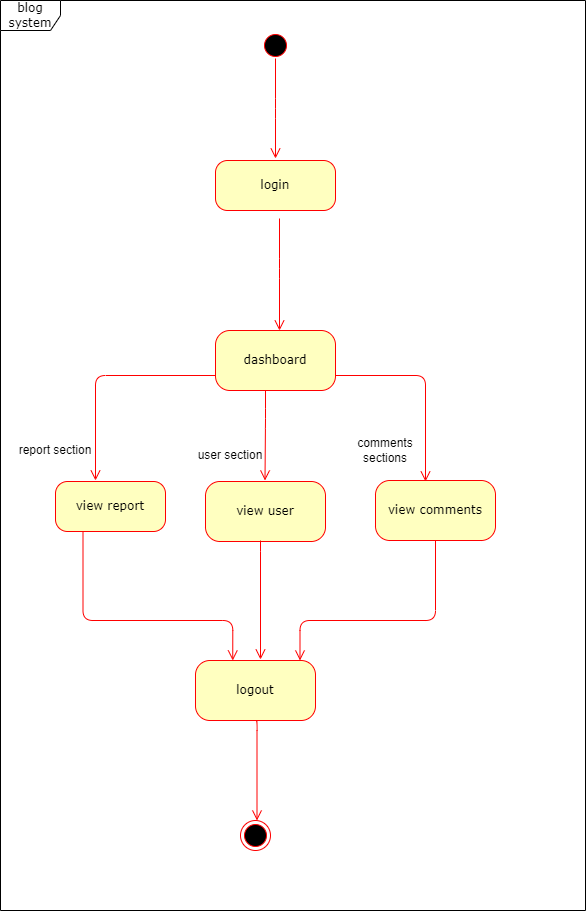 blog
system
login
dashboard
report section
user section
comments
sections
view report
view user
view comments
logout